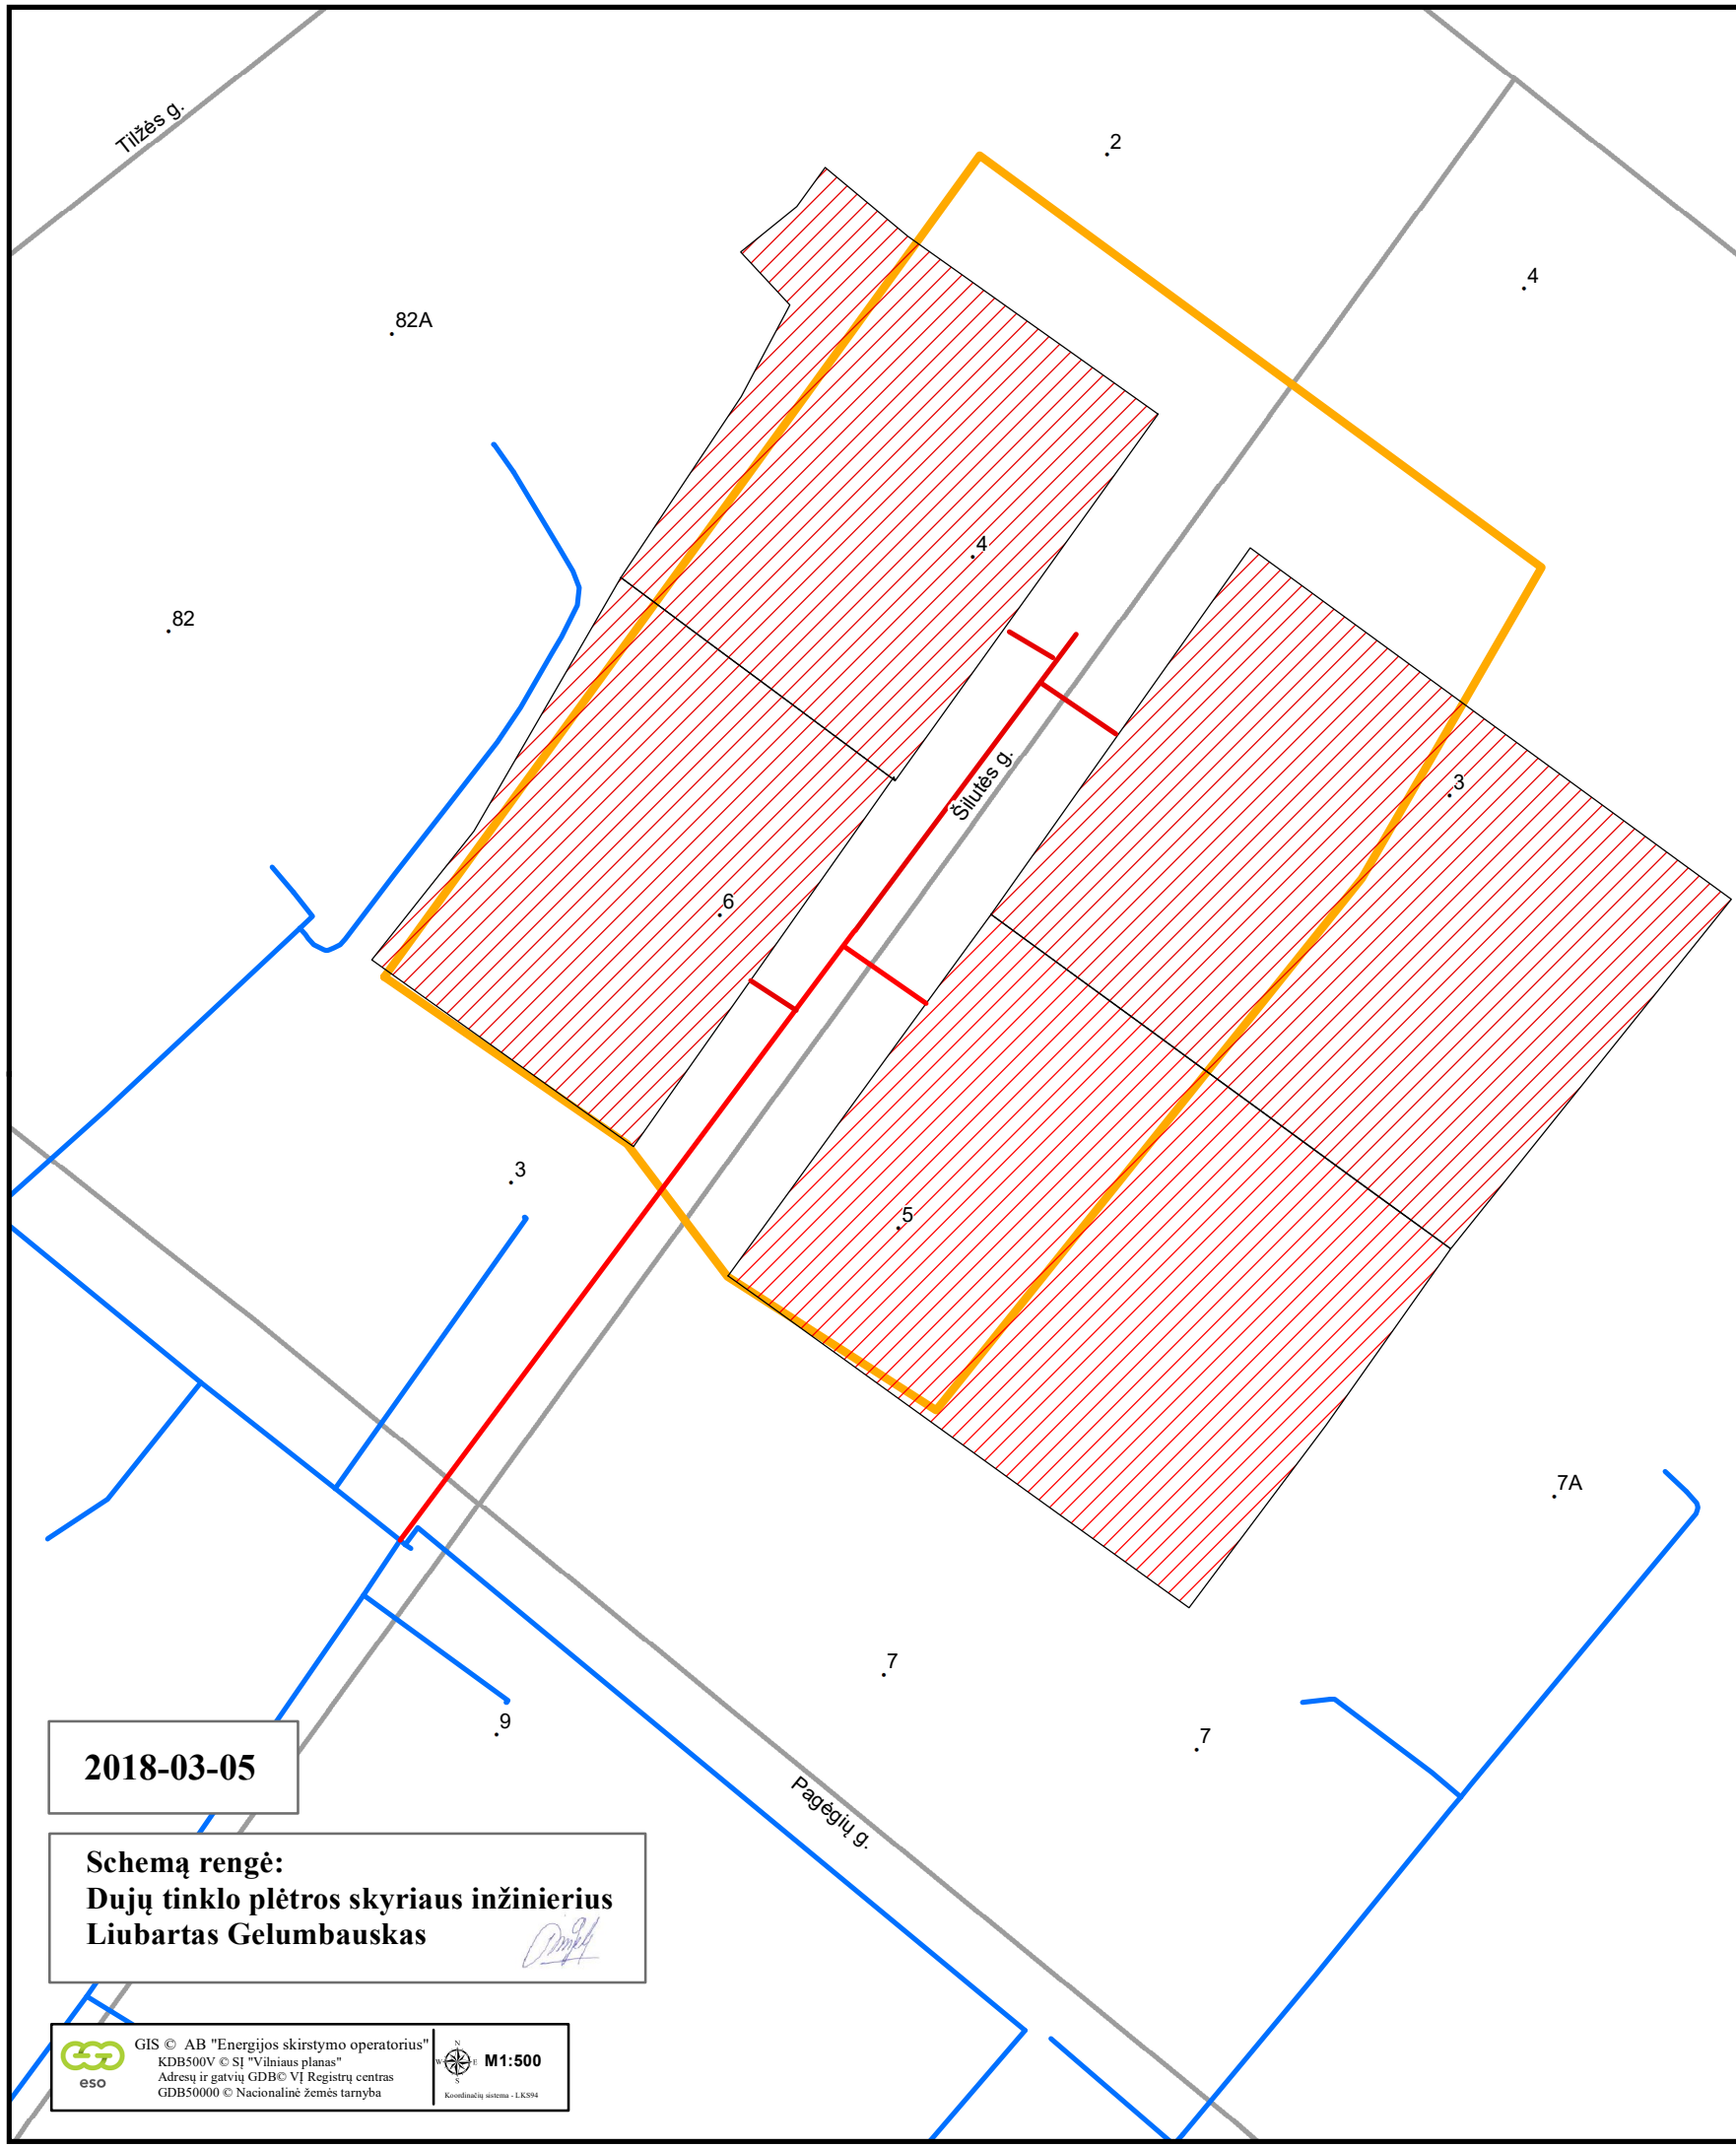 Tilžės g.
2
4
82A
4
82
3
Šilutės g.
6
3
5
7A
7
9
7
2018-03-05
Pagėgių g.
Schemą rengė:
Dujų tinklo plėtros skyriaus inžinierius
Liubartas Gelumbauskas
eso
GIS © AB "Energijos skirstymo operatorius"
KDB500V © SĮ "Vilniaus planas"
Adresų ir gatvių GDB© VĮ Registrų centras
GDB50000 © Nacionalinė žemės tarnyba
N
W E
S
M1:500
Koordinačių sistema - LKS94